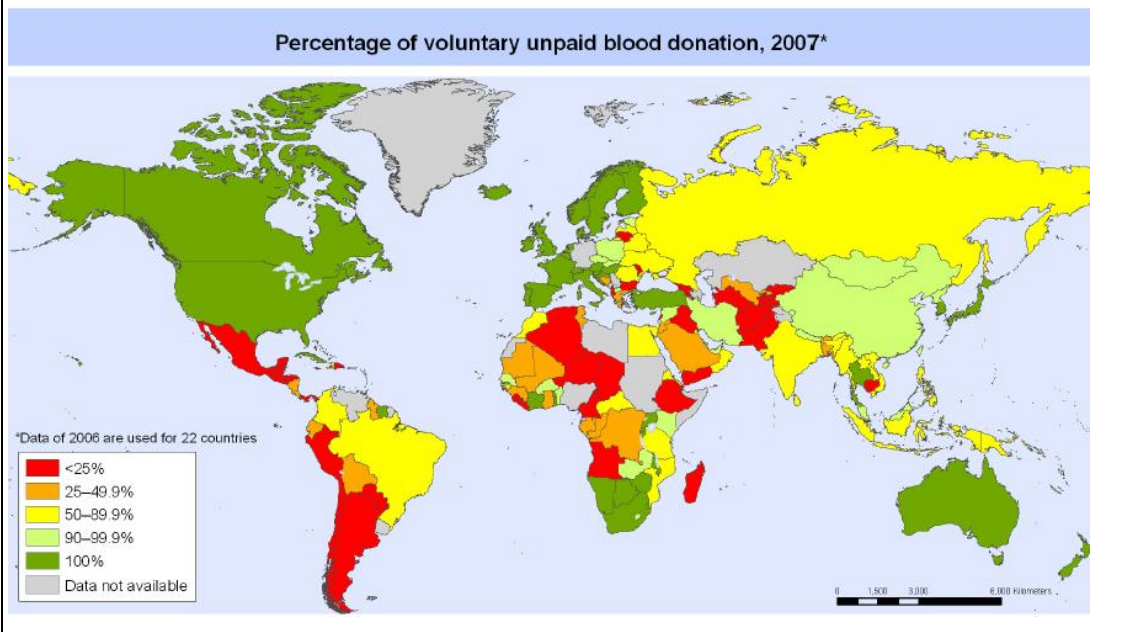 Percentage of voluntary unpaid blood donation, 2007*
*Data of 2006 are used for 22 countries
<25%
25–49.9%
50–89.9%
90–99.9%
100%
Data not available
0 1,500 3,000 6,000 Kilometers